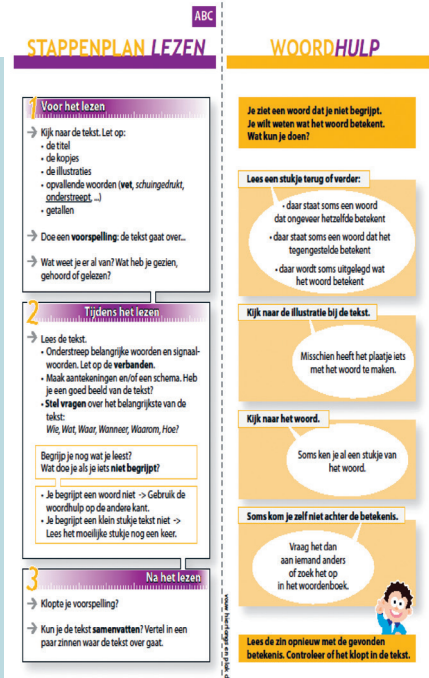 ABC
STAPPENPLAN LEZEN
1 Voor het lezen
→ Kijk naar de tekst. Let op:
• de titel
• de kopjes
• de illustraties
• opvallende woorden (vet, schuingedrukt,
onderstreept, ...)
• getallen
→ Doe een voorspelling: de tekst gaat over...
→ Wat weet je er al van? Wat heb je gezien,
gehoord of gelezen?
2 Tijdens het lezen
→ Lees de tekst.
• Onderstreep belangrijke woorden en signaal-
woorden. Let op de verbanden.
• Maak aantekeningen en/of een schema. Heb
je een goed beeld van de tekst?
• Stel vragen over het belangrijkste van de
tekst:
Wie, Wat, Waar, Wanneer, Waarom, Hoe?
Begrijp je nog wat je leest?
Wat doe je als je iets niet begrijpt?
• Je begrijpt een woord niet -> Gebruik de
woordhulp op de andere kant.
• Je begrijpt een klein stukje tekst niet ->
Lees het moeilijke stukje nog een keer.
3 Na het lezen
→ Klopte je voorspelling?
→ Kun je de tekst samenvatten? Vertel in een
paar zinnen waar de tekst over gaat.
WOORDHULP
Je ziet een woord dat je niet begrijpt.
Je wilt weten wat het woord betekent.
Wat kun je doen?
Lees een stukje terug of verder:
• daar staat soms een woord
dat ongeveer hetzelfde betekent
• daar staat soms een woord dat het
tegengestelde betekent
• daar wordt soms uitgelegd wat
het woord betekent
Kijk naar de illustratie bij de tekst.
Misschien heeft het plaatje iets
met het woord te maken.
Kijk naar het woord.
Soms ken je al een stukje van
het woord.
Soms kom je zelf niet achter de betekenis.
Vraag het dan
aan iemand anders
of zoek het op
in het woordenboek.
Lees de zin opnieuw met de gevonden
betekenis. Controleer of het klopt in de tekst.
vouw hierlangs en plak d